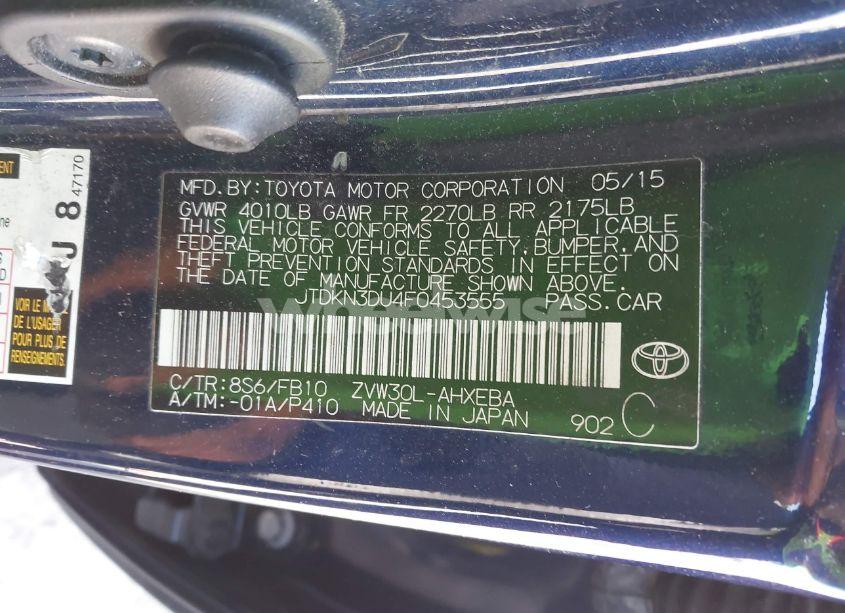 MFD. BY: TOYOTA MOTOR CORPORATION 05/15
GVWR 4010LB GAWR FR 2270LB RR 2175LB
THIS VEHICLE CONFORMS TO ALL APPLICABLE
FEDERAL MOTOR VEHICLE SAFETY, BUMPER, AND
THEFT PREVENTION STANDARDS IN EFFECT ON
THE DATE OF MANUFACTURE SHOWN ABOVE.
JTDKN3DU4F0453555 PASS. CAR
C/TR: 8S6/FB10 ZVW30L-AHXEBA
A/TM: -01A/P410 MADE IN JAPAN 902 C
47170
J 8
VOIR LE
DE L'USAGER
POUR PLUS DE
RENSEIGNEMENTS.
wheelwise